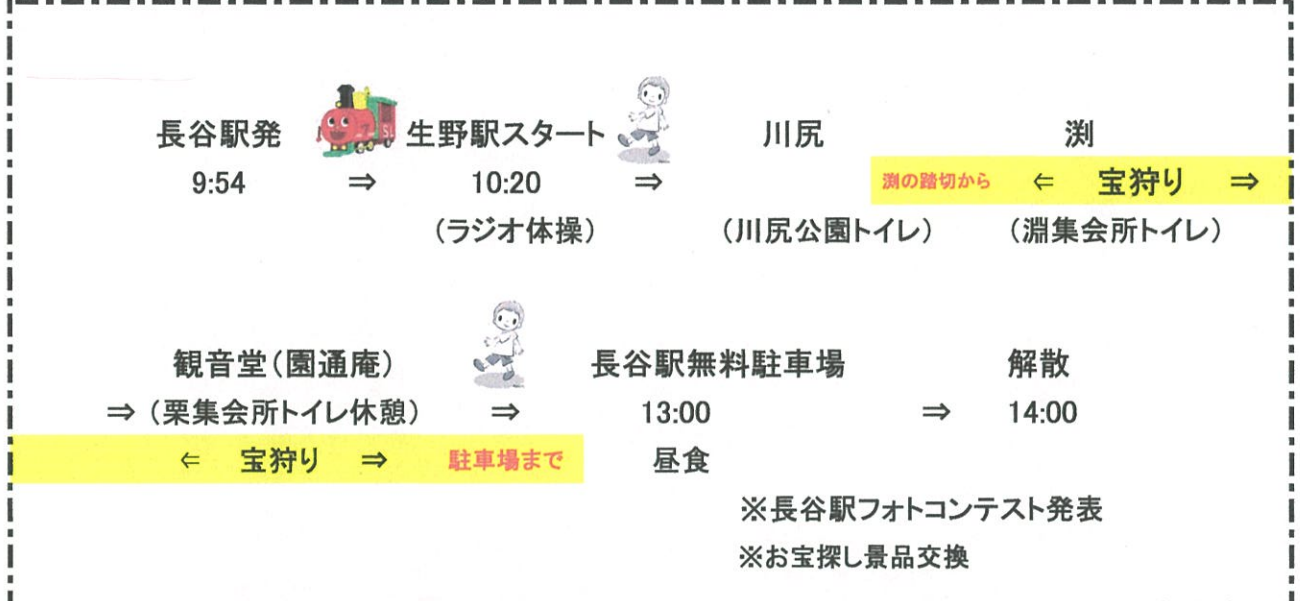 長谷駅発 生野駅スタート 川尻 渕
9:54 ⇒ 10:20 ⇒ 渕の踏切から ⇐ 宝狩り ⇒
（ラジオ体操） （川尻公園トイレ） （淵集会所トイレ）
観音堂（園通庵） 長谷駅無料駐車場 解散
⇒（栗集会所トイレ休憩） ⇒ 13:00 ⇒ 14:00
⇐ 宝狩り ⇒ 駐車場まで 昼食
※長谷駅フォトコンテスト発表
※お宝探し景品交換